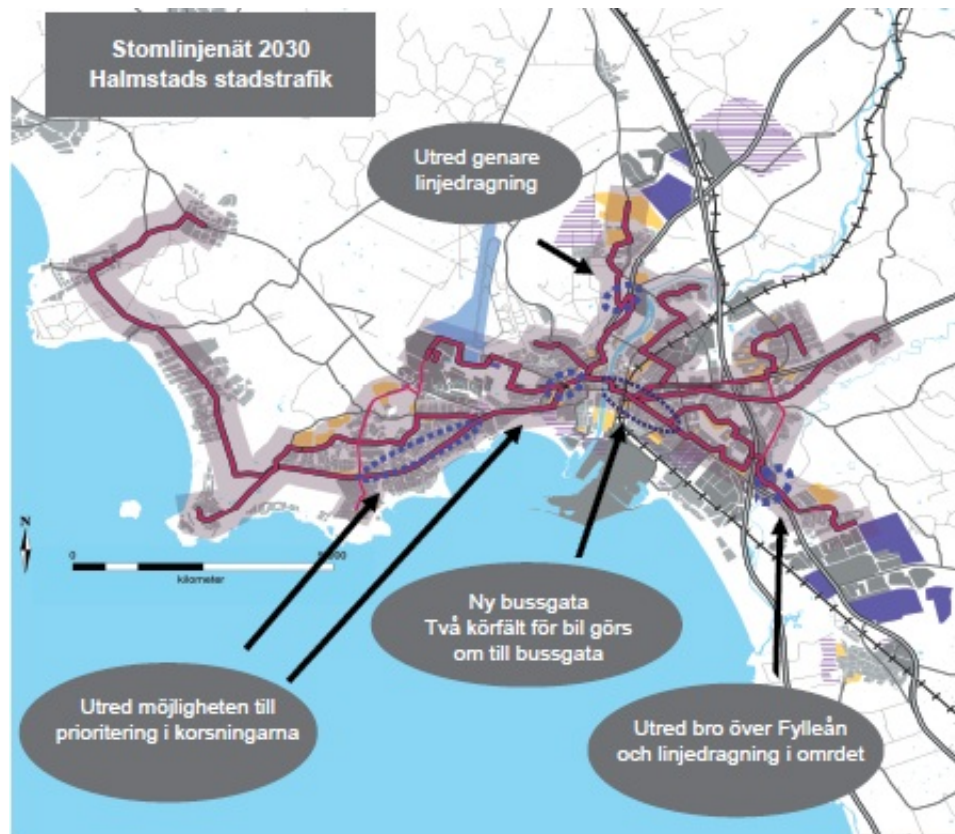 Stomlinjenät 2030
Halmstads stadstrafik
Utred genare
linjedragning
N
0
kilometer
Ny bussgata
Två körfält för bil görs
om till bussgata
Utred möjligheten till
prioritering i korsningarna
Utred bro över Fylleån
och linjedragning i omrdet